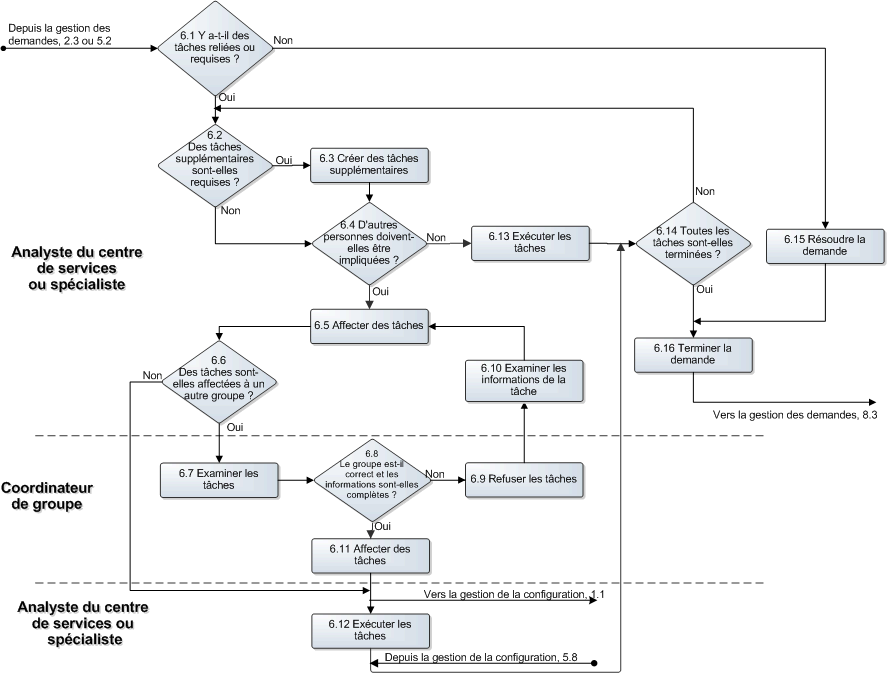 Depuis la gestion des
demandes, 2.3 ou 5.2
6.1 Y a-t-il des
tâches reliées ou
requises ?
Non
Oui
6.2
Des tâches
supplémentaires
sont-elles
requises ?
Oui
6.3 Créer des tâches
supplémentaires
Non
Non
6.4 D'autres
personnes doivent-
elles être
impliquées ?
Non
6.13 Exécuter les
tâches
6.14 Toutes les
tâches sont-elles
terminées ?
6.15 Résoudre la
demande
Analyste du centre
de services
ou spécialiste
Oui
Oui
6.5 Affecter des tâches
6.16 Terminer la
demande
6.6
Des tâches sont-
elles affectées à un
autre groupe ?
Non
6.10 Examiner les
informations de la
tâche
Vers la gestion des demandes, 8.3
Oui
6.7 Examiner les
tâches
6.8
Le groupe est-il
correct et les
informations sont-elles
complètes ?
Non
6.9 Refuser les tâches
Coordinateur
de groupe
Oui
6.11 Affecter des
tâches
Vers la gestion de la configuration, 1.1
Analyste du centre
de services ou
spécialiste
6.12 Exécuter les
tâches
Depuis la gestion de la configuration, 5.8